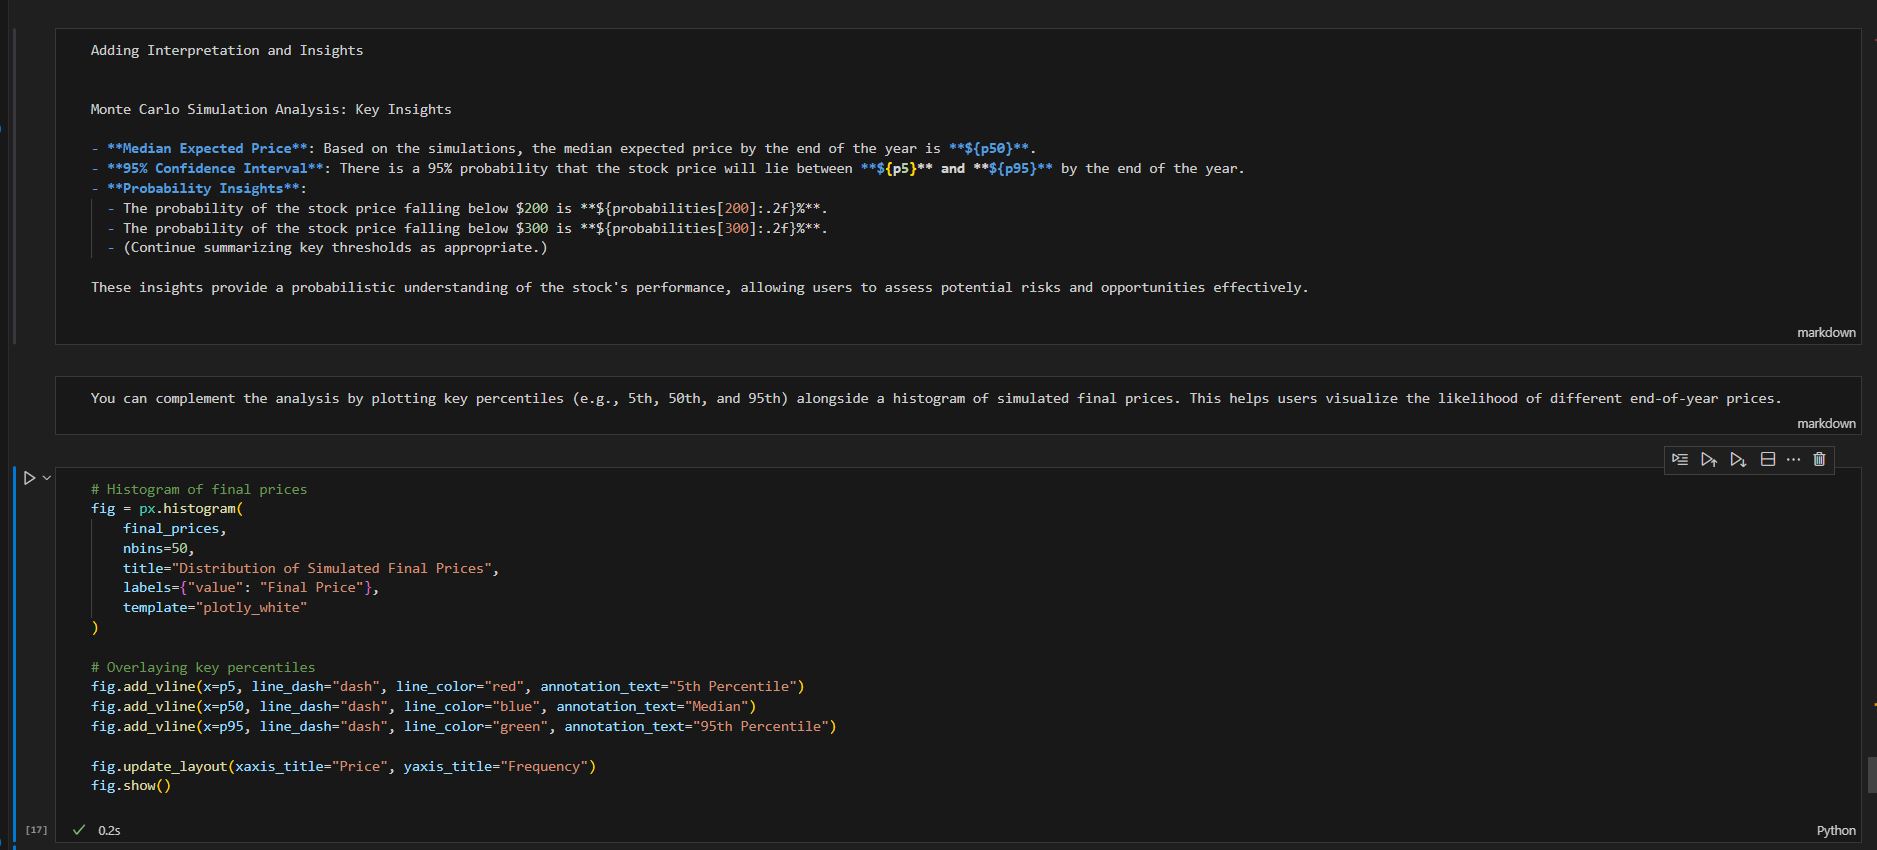 Adding Interpretation and Insights
Monte Carlo Simulation Analysis: Key Insights
- **Median Expected Price**: Based on the simulations, the median expected price by the end of the year is **${p50}**.
- **95% Confidence Interval**: There is a 95% probability that the stock price will lie between **${p5}** and **${p95}** by the end of the year.
- **Probability Insights**:
  - The probability of the stock price falling below $200 is **${probabilities[200]:.2f}%**.
  - The probability of the stock price falling below $300 is **${probabilities[300]:.2f}%**.
  - (Continue summarizing key thresholds as appropriate.)
These insights provide a probabilistic understanding of the stock's performance, allowing users to assess potential risks and opportunities effectively.
markdown
You can complement the analysis by plotting key percentiles (e.g., 5th, 50th, and 95th) alongside a histogram of simulated final prices. This helps users visualize the likelihood of different end-of-year prices.
markdown
# Histogram of final prices
fig = px.histogram(
    final_prices,
    nbins=50,
    title="Distribution of Simulated Final Prices",
    labels={"value": "Final Price"},
    template="plotly_white"
)
# Overlaying key percentiles
fig.add_vline(x=p5, line_dash="dash", line_color="red", annotation_text="5th Percentile")
fig.add_vline(x=p50, line_dash="dash", line_color="blue", annotation_text="Median")
fig.add_vline(x=p95, line_dash="dash", line_color="green", annotation_text="95th Percentile")
fig.update_layout(xaxis_title="Price", yaxis_title="Frequency")
fig.show()
[17] 0.2s Python